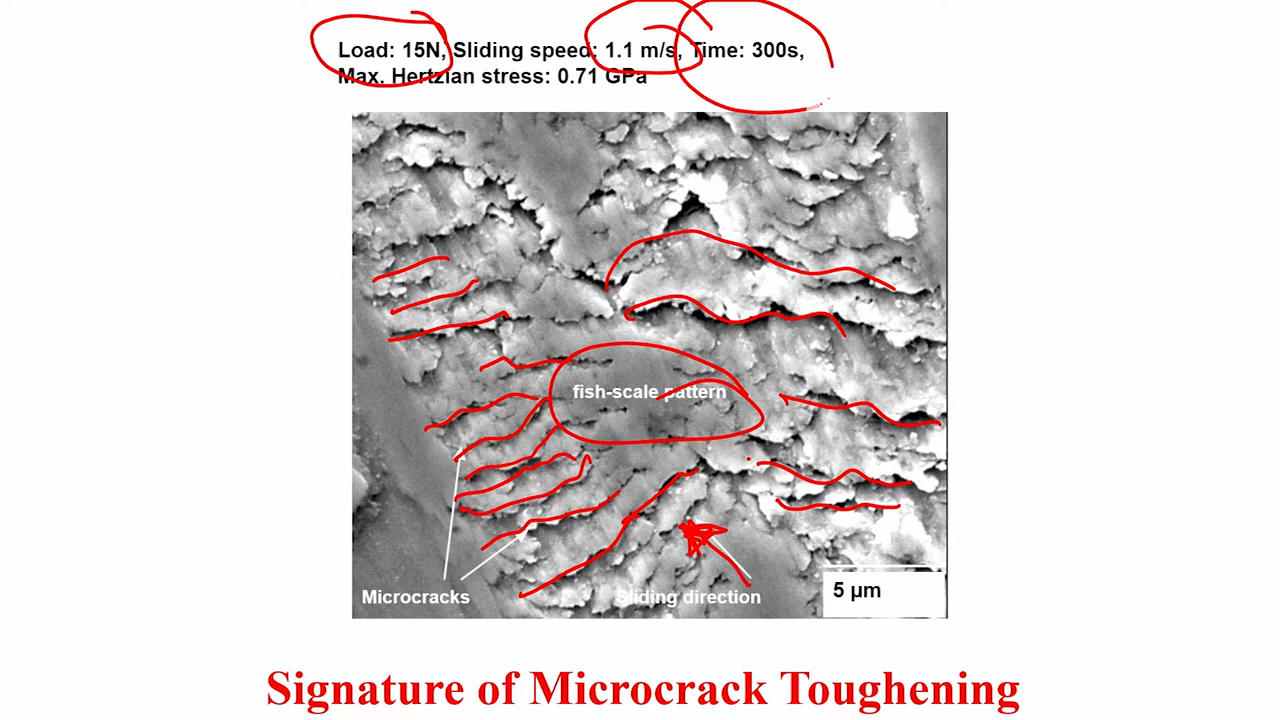 Load: 15N, Sliding speed: 1.1 m/s, Time: 300s,
Max. Hertzian stress: 0.71 GPa
fish-scale pattern
Microcracks
Sliding direction
5 µm
Signature of Microcrack Toughening